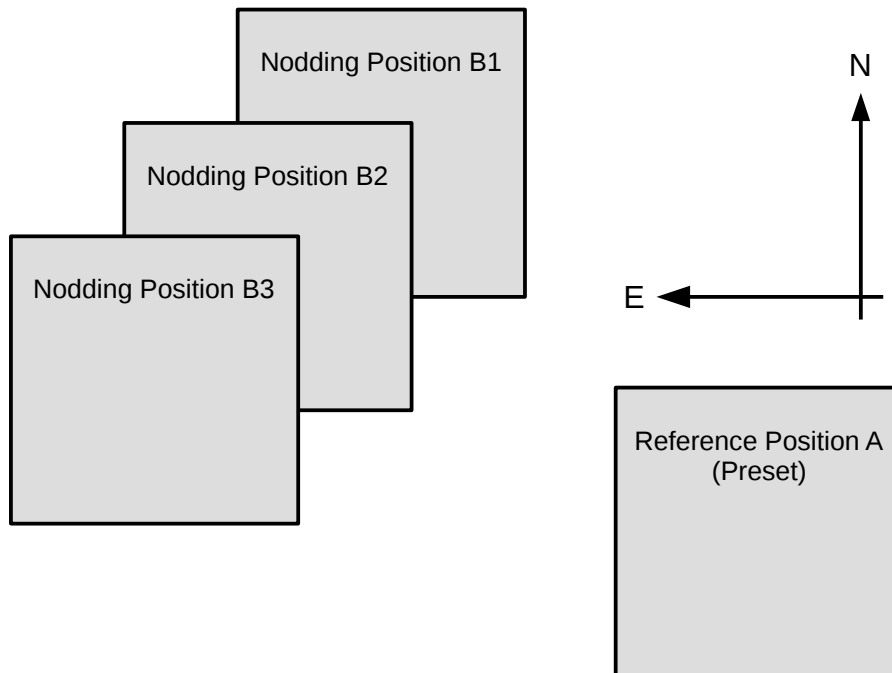 Nodding Position B1
N
Nodding Position B2
Nodding Position B3
E
Reference Position A
(Preset)